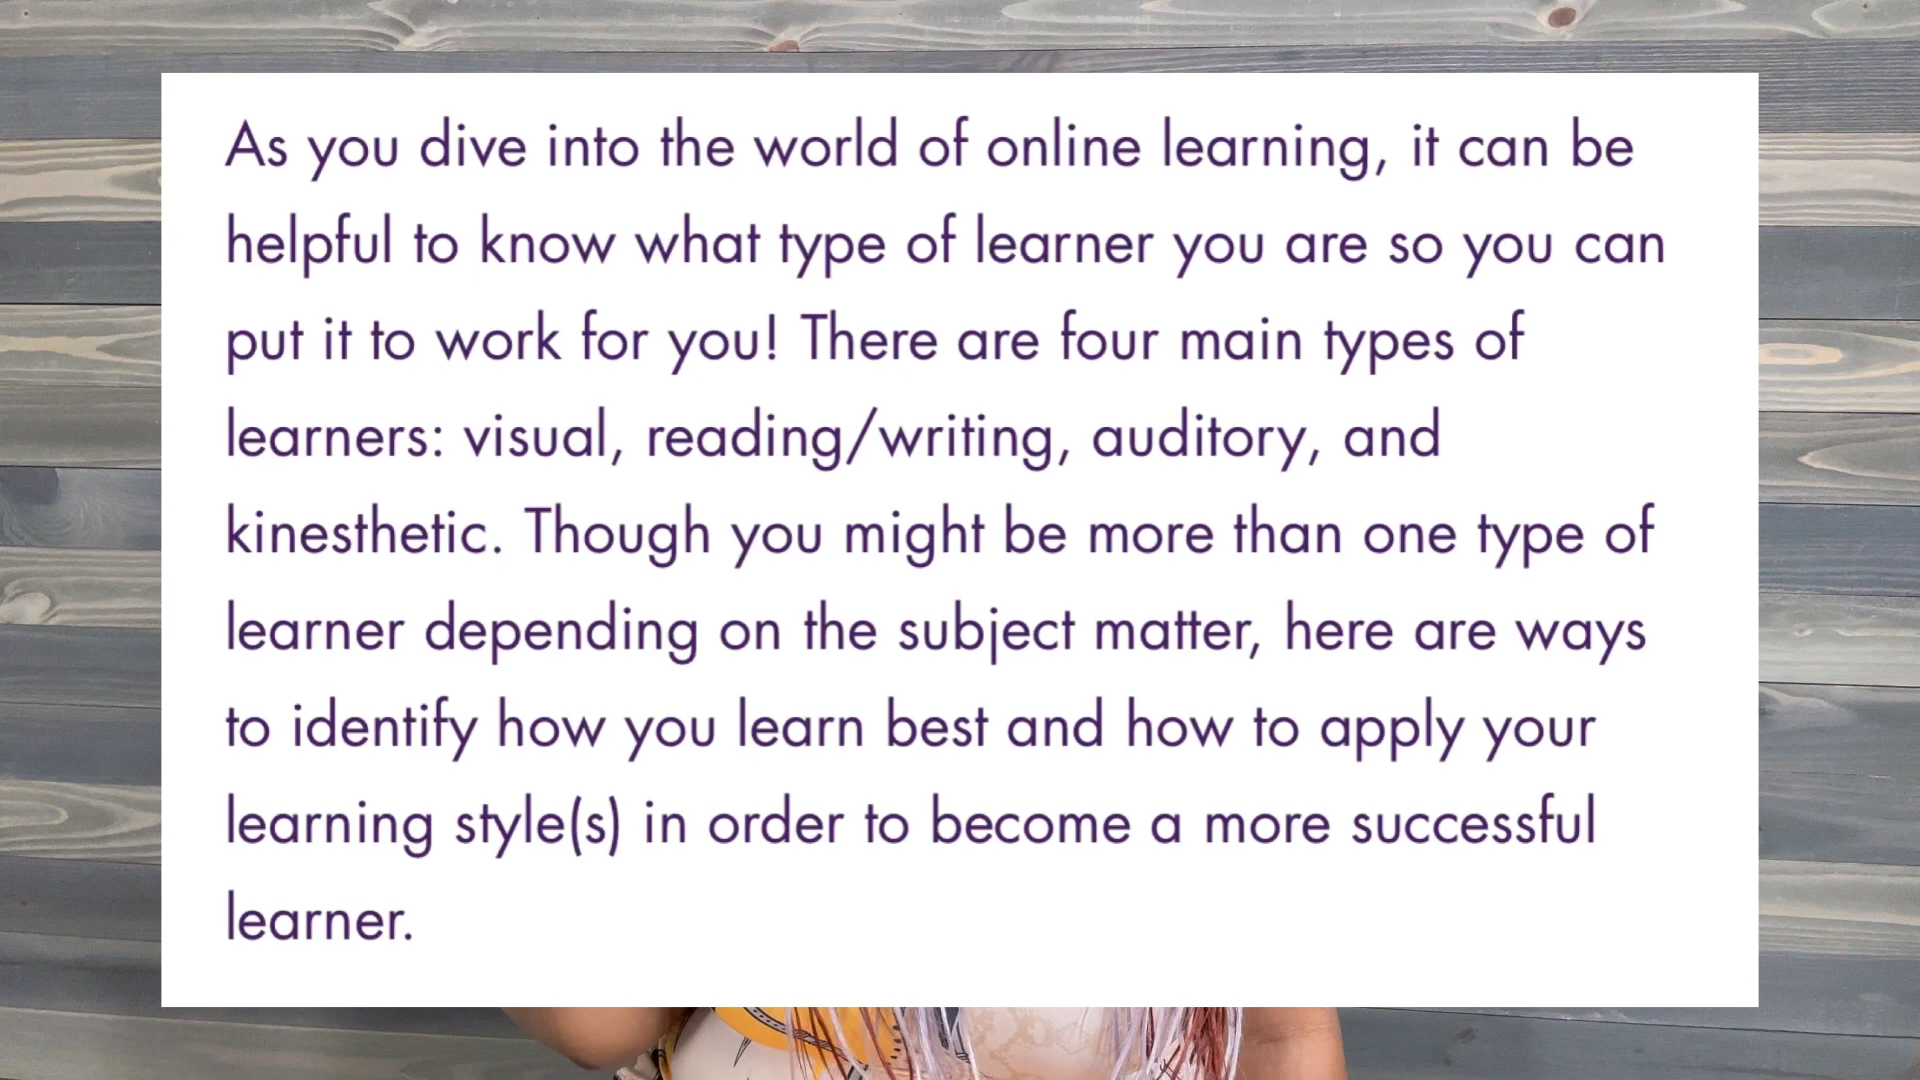 As you dive into the world of online learning, it can be
helpful to know what type of learner you are so you can
put it to work for you! There are four main types of
learners: visual, reading/writing, auditory, and
kinesthetic. Though you might be more than one type of
learner depending on the subject matter, here are ways
to identify how you learn best and how to apply your
learning style(s) in order to become a more successful
learner.